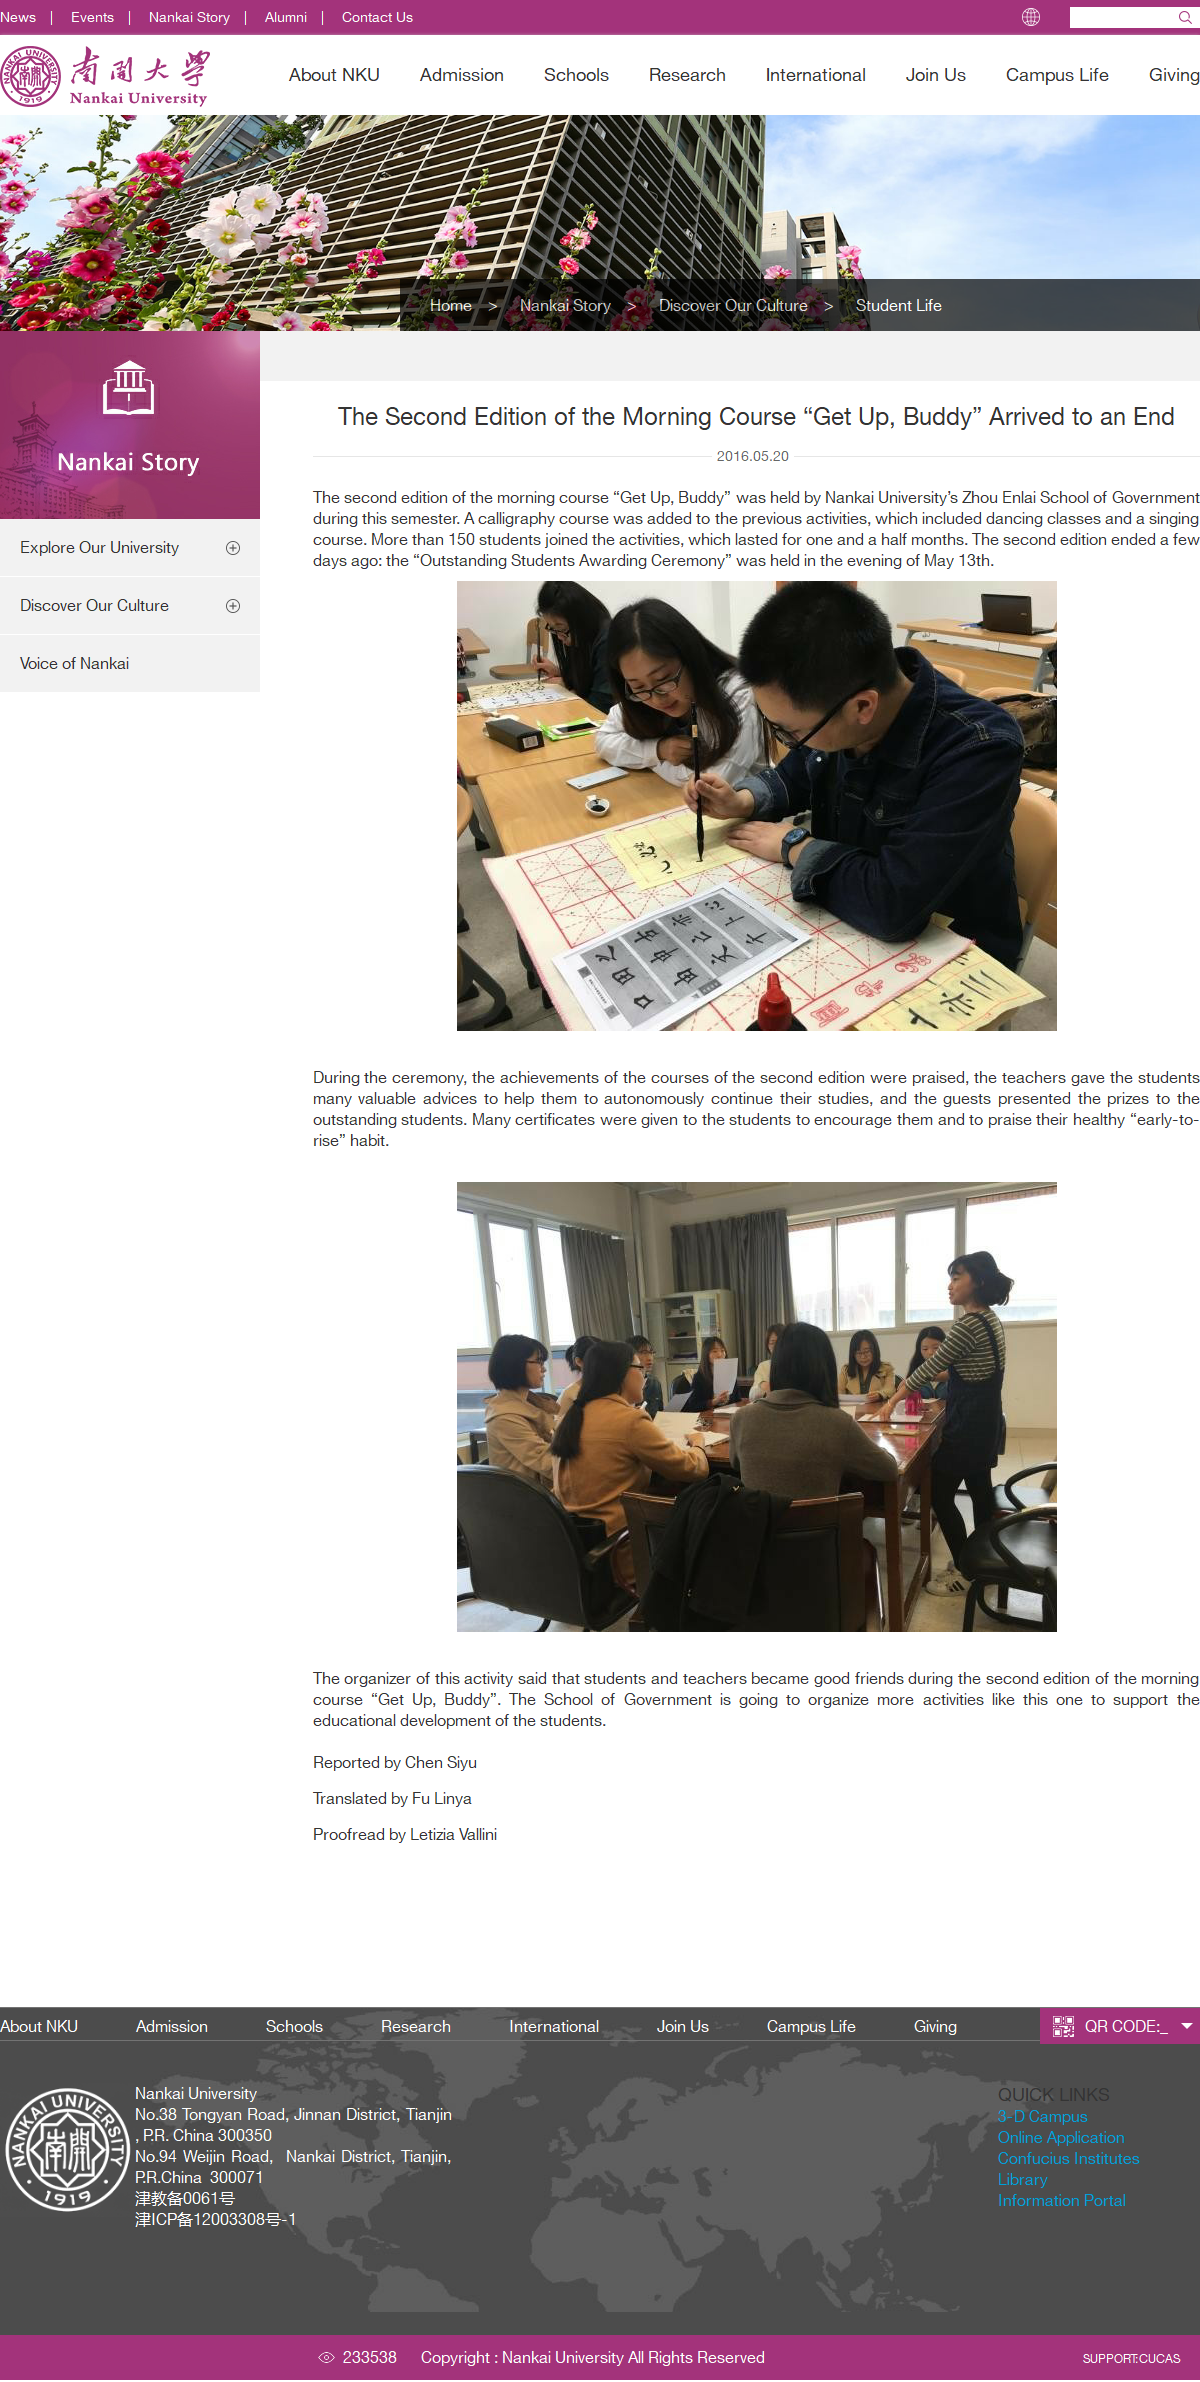 News | Events | Nankai Story | Alumni | Contact Us
NANKAI UNIVERSITY
1919
南開大學
Nankai University
About NKU Admission Schools Research International Join Us Campus Life Giving
Home > Nankai Story > Discover Our Culture > Student Life
Nankai Story
Explore Our University
Discover Our Culture
Voice of Nankai
The Second Edition of the Morning Course “Get Up, Buddy” Arrived to an End
2016.05.20
The second edition of the morning course “Get Up, Buddy” was held by Nankai University’s Zhou Enlai School of Government
during this semester. A calligraphy course was added to the previous activities, which included dancing classes and a singing
course. More than 150 students joined the activities, which lasted for one and a half months. The second edition ended a few
days ago: the “Outstanding Students Awarding Ceremony” was held in the evening of May 13th.
During the ceremony, the achievements of the courses of the second edition were praised, the teachers gave the students
many valuable advices to help them to autonomously continue their studies, and the guests presented the prizes to the
outstanding students. Many certificates were given to the students to encourage them and to praise their healthy “early-to-
rise” habit.
The organizer of this activity said that students and teachers became good friends during the second edition of the morning
course “Get Up, Buddy”. The School of Government is going to organize more activities like this one to support the
educational development of the students.
Reported by Chen Siyu
Translated by Fu Linya
Proofread by Letizia Vallini
About NKU Admission Schools Research International Join Us Campus Life Giving QR CODE:_
NANKAI UNIVERSITY
1919
Nankai University
No.38 Tongyan Road, Jinnan District, Tianjin
, P.R. China 300350
No.94 Weijin Road, Nankai District, Tianjin,
P.R.China 300071
津教备0061号
津ICP备12003308号-1
QUICK LINKS
3-D Campus
Online Application
Confucius Institutes
Library
Information Portal
233538 Copyright : Nankai University All Rights Reserved
SUPPORT:CUCAS